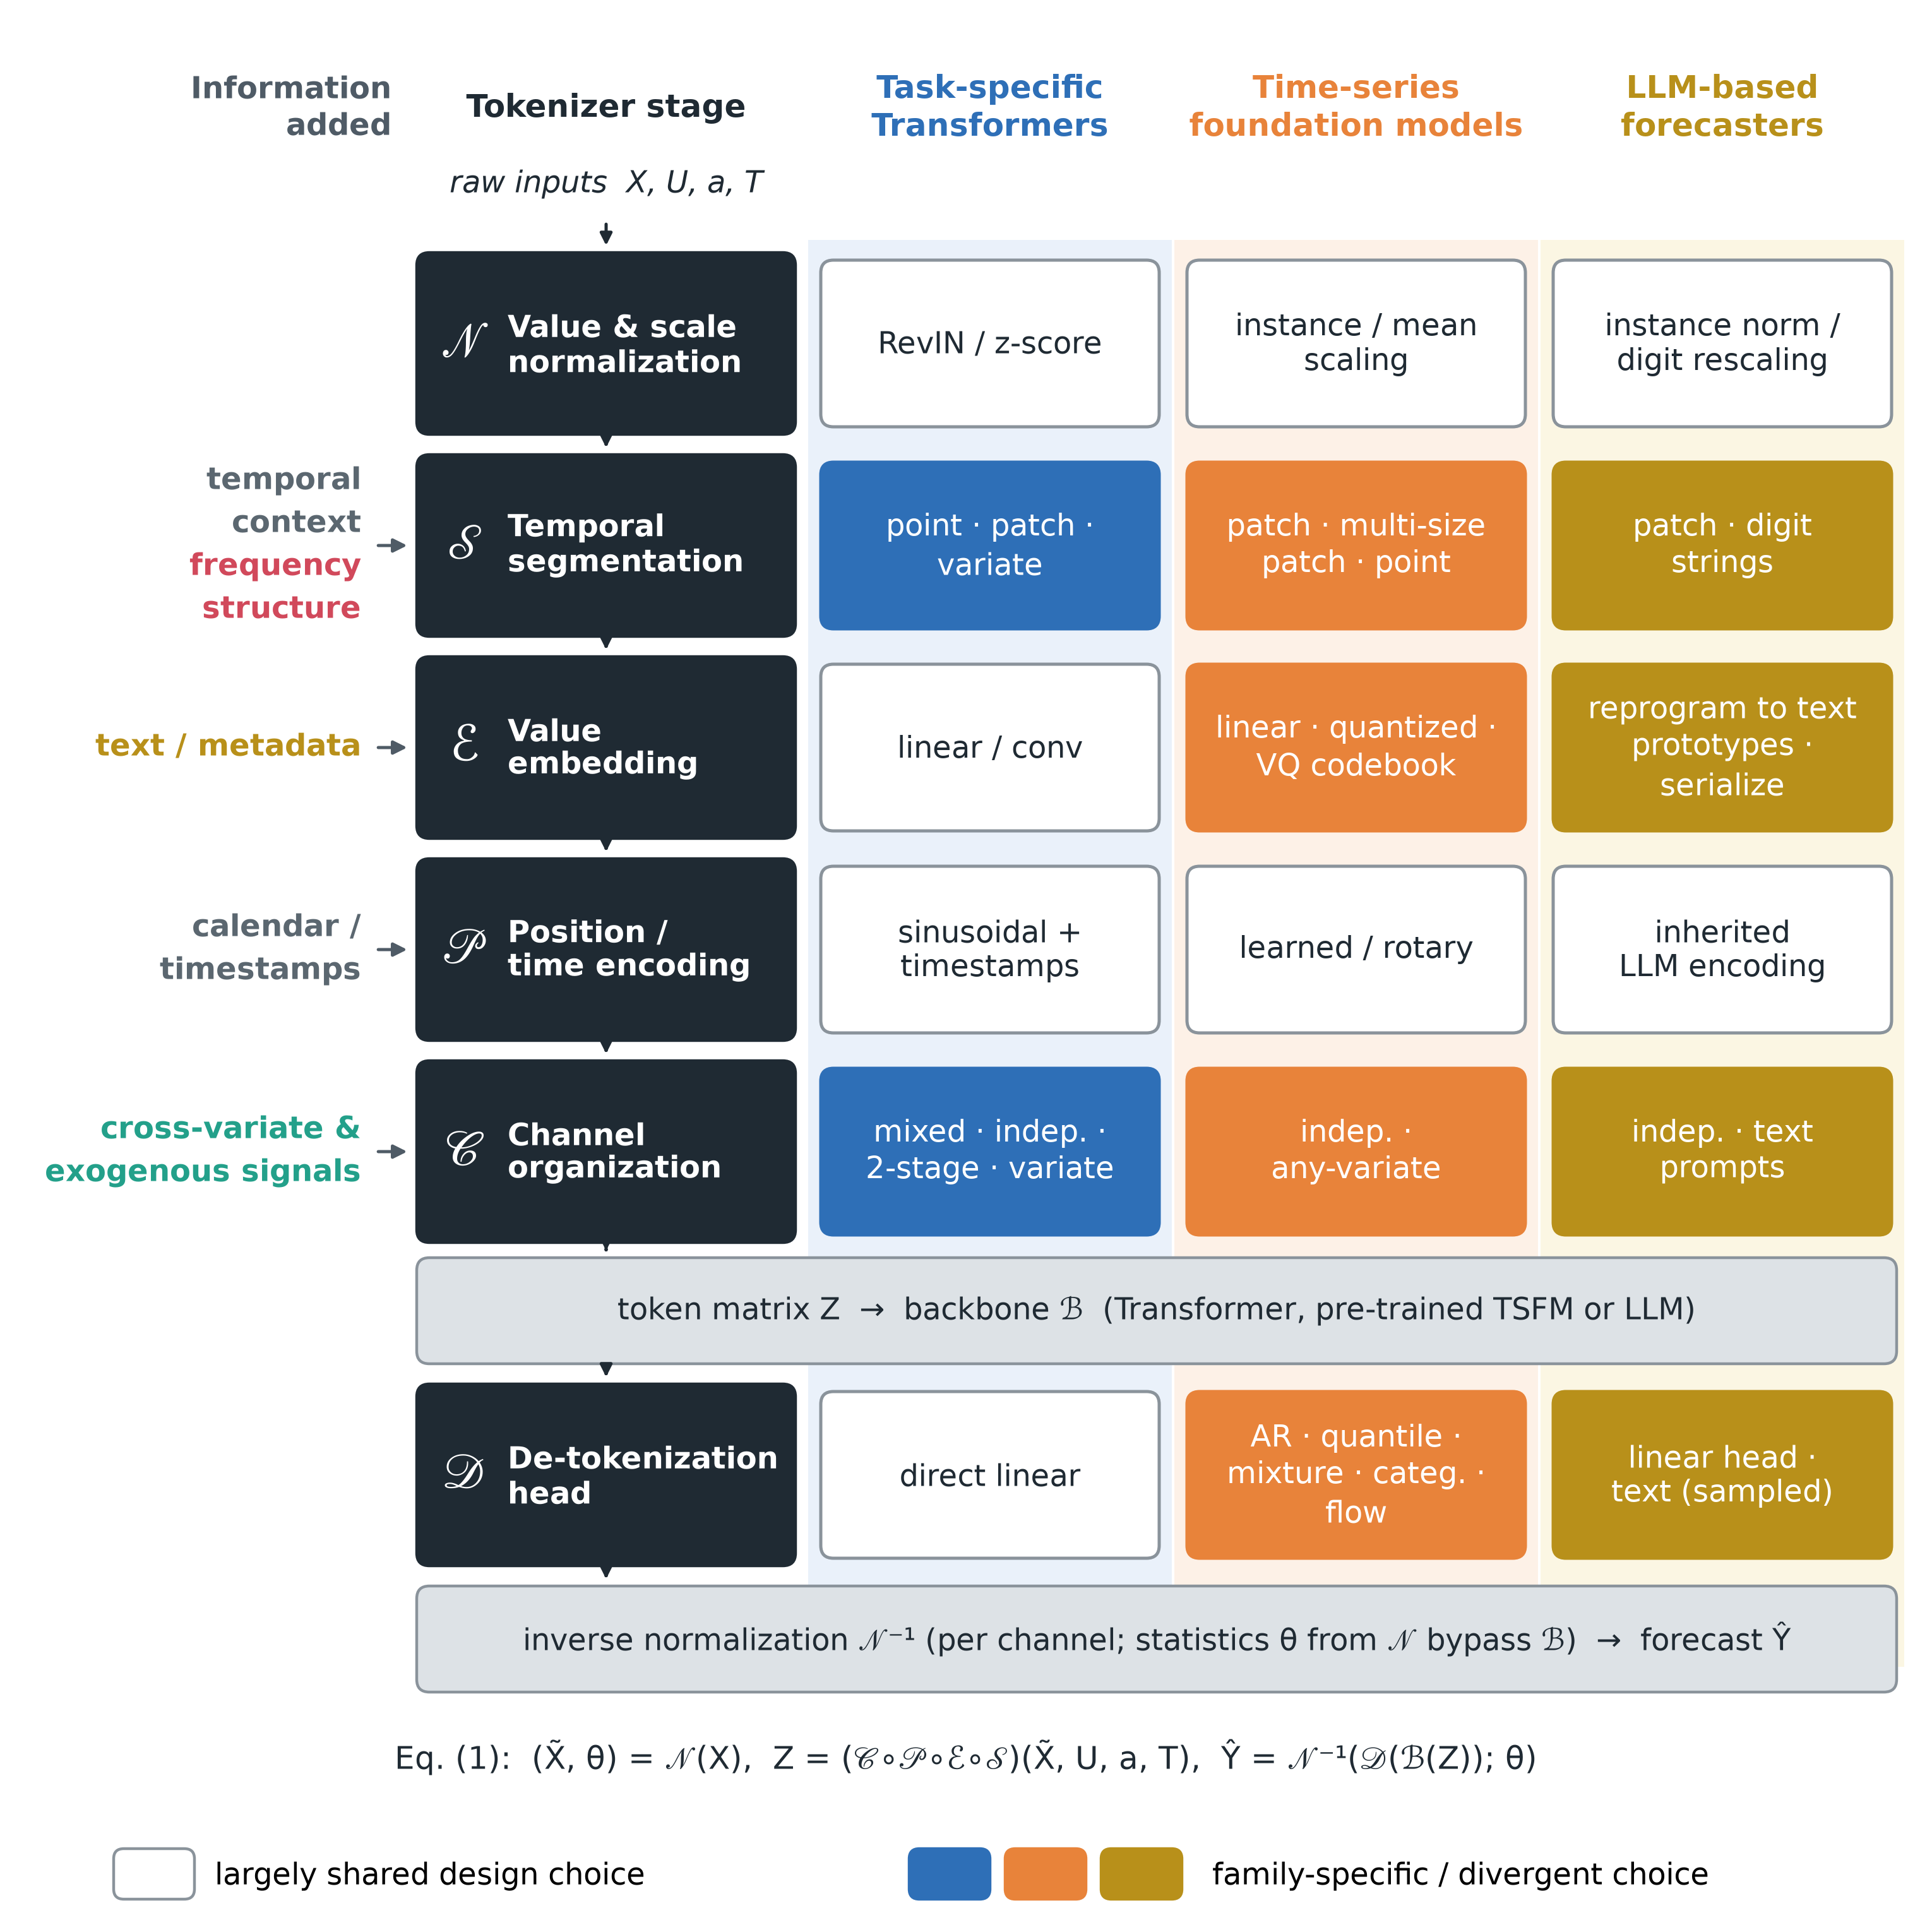 Information
added
Tokenizer stage
Task-specific
Transformers
Time-series
foundation models
LLM-based
forecasters
raw inputs X, U, a, T
𝒩 Value & scale
normalization
RevIN / z-score
instance / mean
scaling
instance norm /
digit rescaling
temporal
context
frequency
structure
𝒮 Temporal
segmentation
point · patch ·
variate
patch · multi-size
patch · point
patch · digit
strings
text / metadata
ℰ Value
embedding
linear / conv
linear · quantized ·
VQ codebook
reprogram to text
prototypes ·
serialize
calendar /
timestamps
𝒫 Position /
time encoding
sinusoidal +
timestamps
learned / rotary
inherited
LLM encoding
cross-variate &
exogenous signals
𝒞 Channel
organization
mixed · indep. ·
2-stage · variate
indep. ·
any-variate
indep. · text
prompts
token matrix Z → backbone ℬ (Transformer, pre-trained TSFM or LLM)
𝒟 De-tokenization
head
direct linear
AR · quantile ·
mixture · categ. ·
flow
linear head ·
text (sampled)
inverse normalization 𝒩⁻¹ (per channel; statistics θ from 𝒩 bypass ℬ) → forecast Ŷ
Eq. (1): (X̃, θ) = 𝒩(X), Z = (𝒞∘𝒫∘ℰ∘𝒮)(X̃, U, a, T), Ŷ = 𝒩⁻¹(𝒟(ℬ(Z)); θ)
largely shared design choice
family-specific / divergent choice